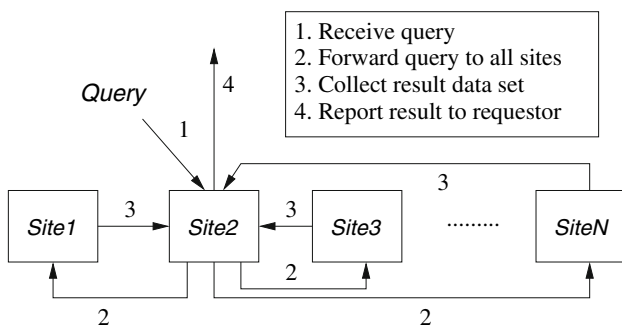 1. Receive query
2. Forward query to all sites
3. Collect result data set
4. Report result to requestor
Query
4
1
3
Site1
3
Site2
3
Site3
.........
SiteN
2
2
2